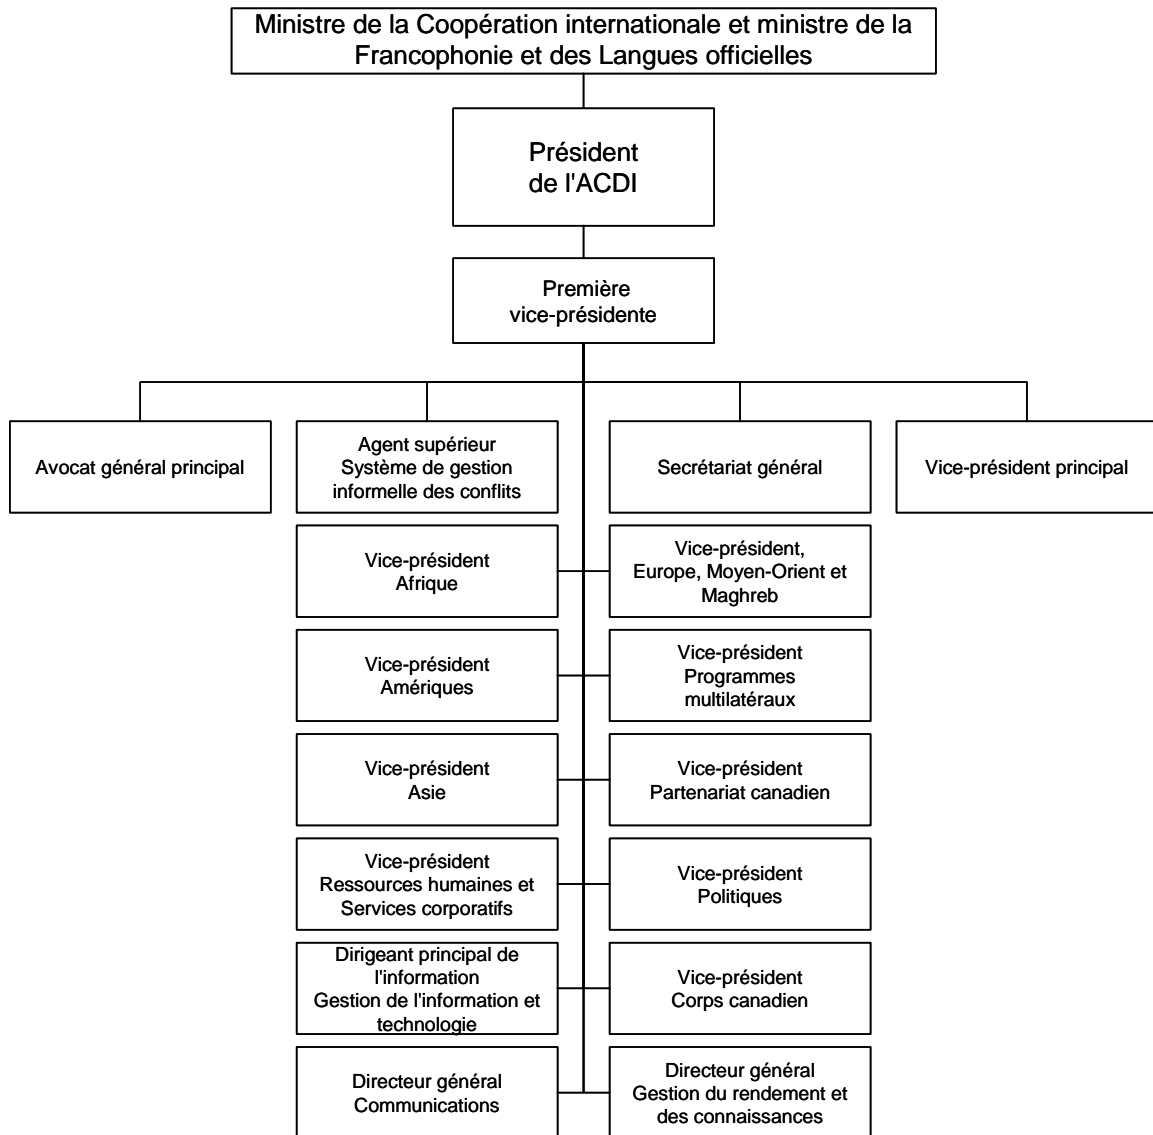 Ministre de la Coopération internationale et ministre de la
Francophonie et des Langues officielles
Président
de l'ACDI
Première
vice-présidente
Avocat général principal
Agent supérieur
Système de gestion
informelle des conflits
Secrétariat général
Vice-président principal
Vice-président
Afrique
Vice-président,
Europe, Moyen-Orient et
Maghreb
Vice-président
Amériques
Vice-président
Programmes
multilatéraux
Vice-président
Asie
Vice-président
Partenariat canadien
Vice-président
Ressources humaines et
Services corporatifs
Vice-président
Politiques
Dirigeant principal de
l'information
Gestion de l'information et
technologie
Vice-président
Corps canadien
Directeur général
Communications
Directeur général
Gestion du rendement et
des connaissances